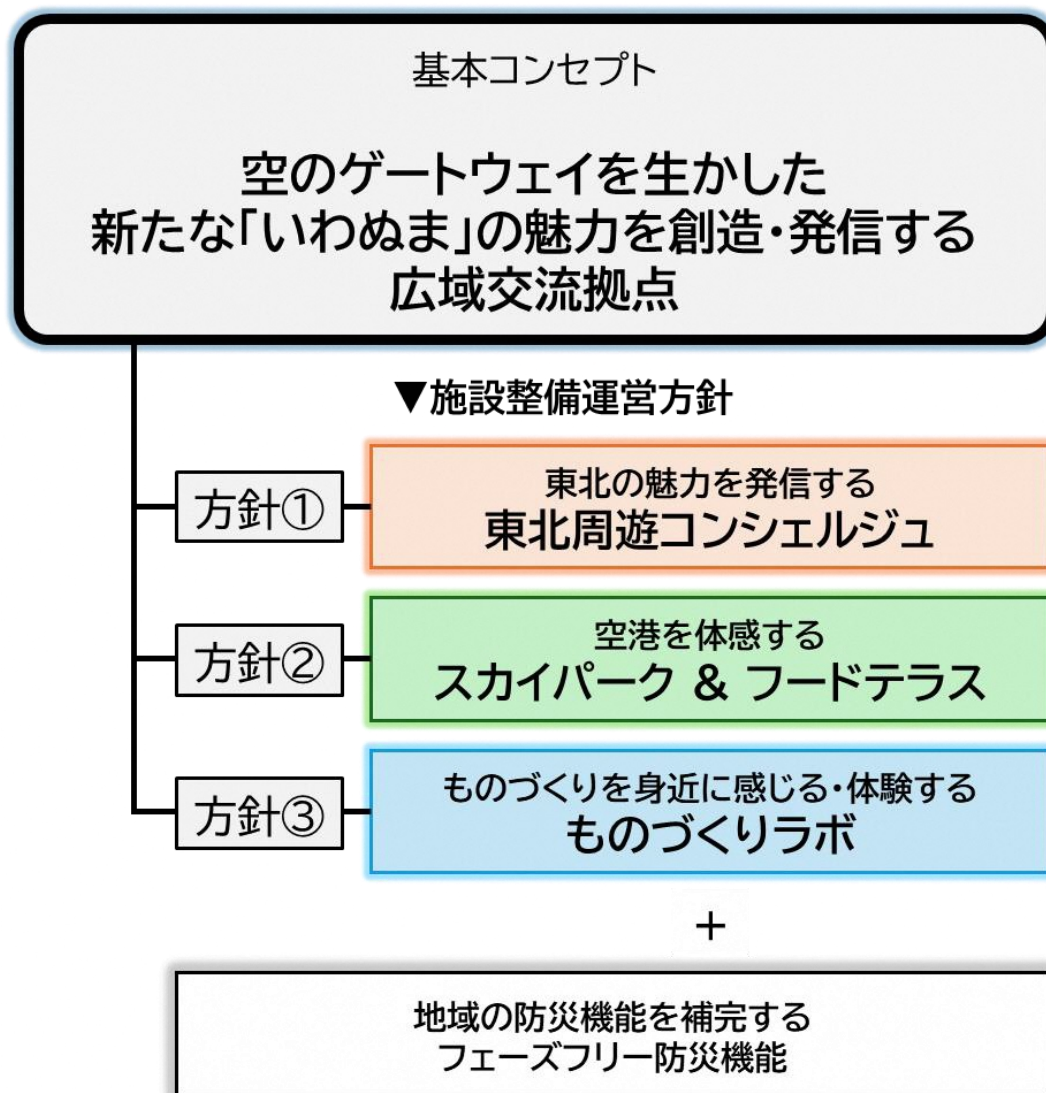 基本コンセプト
空のゲートウェイを生かした
新たな「いわぬま」の魅力を創造・発信する
広域交流拠点
▼施設整備運営方針
方針①
東北の魅力を発信する
東北周遊コンシェルジュ
方針②
空港を体感する
スカイパーク & フードテラス
方針③
ものづくりを身近に感じる・体験する
ものづくりラボ
+
地域の防災機能を補完する
フェーズフリー防災機能